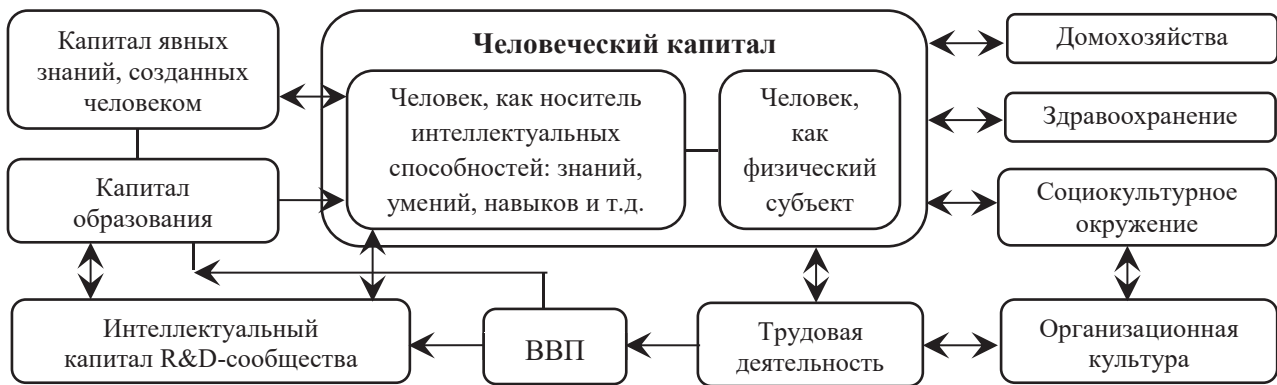 Капитал явных
знаний, созданных
человеком
Человеческий капитал
Домохозяйства
Человек, как носитель
интеллектуальных
способностей: знаний,
умений, навыков и т.д.
Человек,
как
физический
субъект
Здравоохранение
Капитал
образования
Социокультурное
окружение
Интеллектуальный
капитал R&D-сообщества
ВВП
Трудовая
деятельность
Организационная
культура